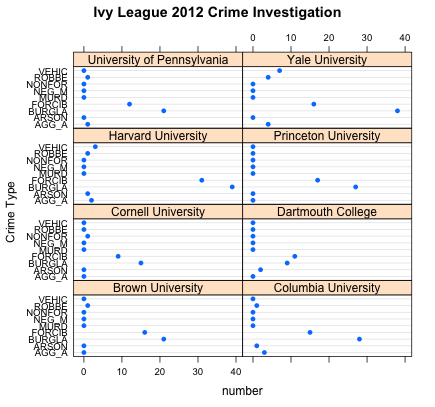 Ivy League 2012 Crime Investigation
0 10 20 30 40
University of Pennsylvania Yale University
VEHIC
ROBBE
NONFOR
NEG_M
MURD
FORCIB
BURGLA
ARSON
AGG_A
Harvard University Princeton University
VEHIC
ROBBE
NONFOR
NEG_M
MURD
FORCIB
BURGLA
ARSON
AGG_A
Cornell University Dartmouth College
VEHIC
ROBBE
NONFOR
NEG_M
MURD
FORCIB
BURGLA
ARSON
AGG_A
Brown University Columbia University
VEHIC
ROBBE
NONFOR
NEG_M
MURD
FORCIB
BURGLA
ARSON
AGG_A
0 10 20 30 40
Crime Type
number